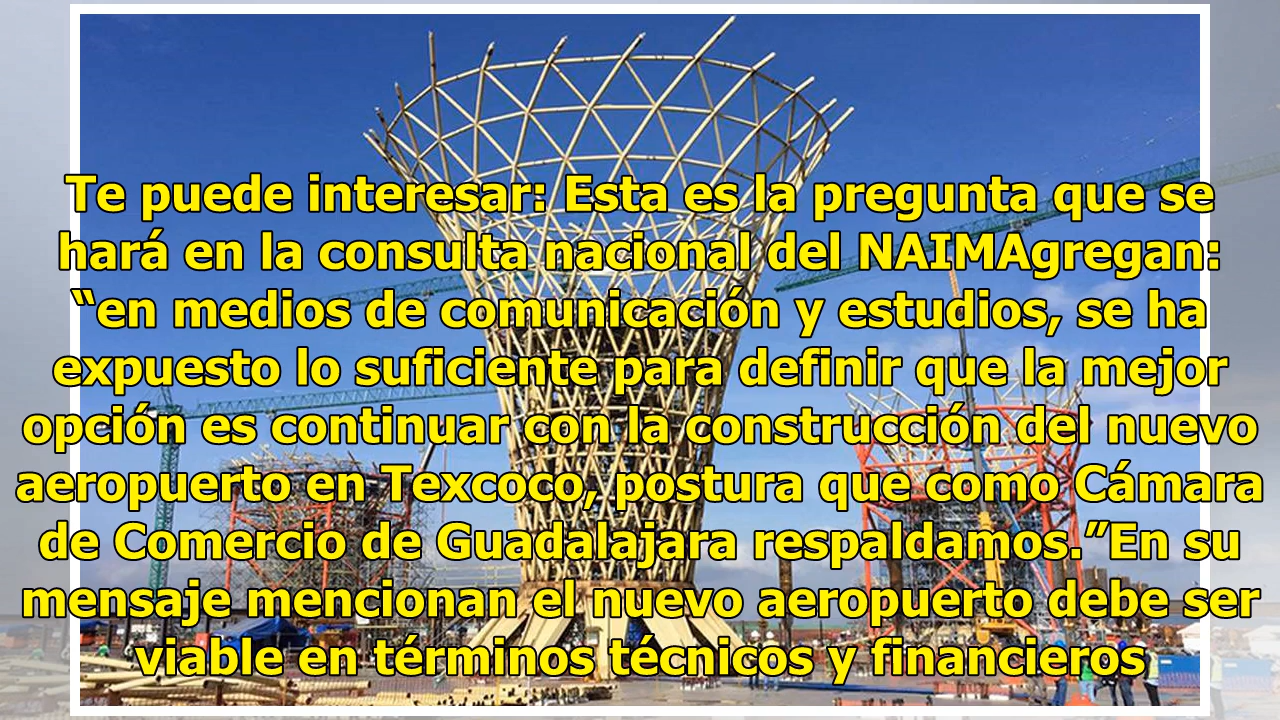 Te puede interesar: Esta es la pregunta que se
hará en la consulta nacional del NAIMAgregan:
“en medios de comunicación y estudios, se ha
expuesto lo suficiente para definir que la mejor
opción es continuar con la construcción del nuevo
aeropuerto en Texcoco, postura que como Cámara
de Comercio de Guadalajara respaldamos.”En su
mensaje mencionan el nuevo aeropuerto debe ser
viable en términos técnicos y financieros